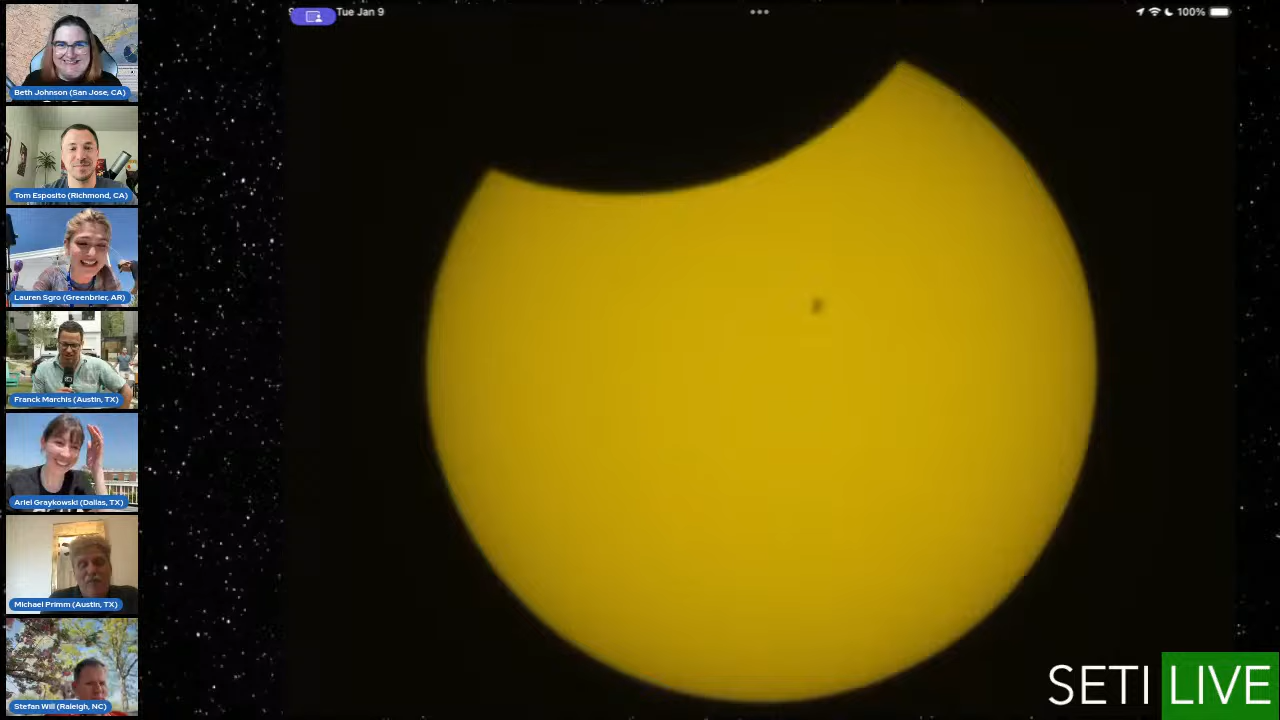 Tue Jan 9
100%
Beth Johnson (San Jose, CA)
Tom Esposito (Richmond, CA)
Lauren Sgro (Greenbrier, AR)
Franck Marchis (Austin, TX)
Ariel Graykowski (Dallas, TX)
Michael Primm (Austin, TX)
Stefan Will (Raleigh, NC)
SETI LIVE